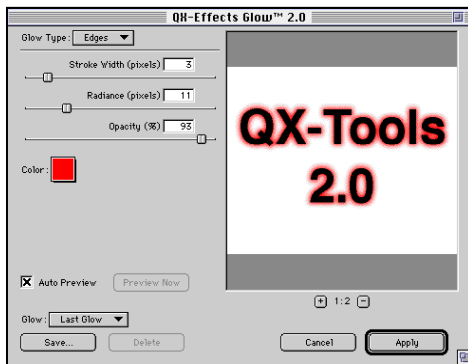 QX-Effects Glow™ 2.0
Glow Type: Edges
Stroke Width (pixels) 3
Radiance (pixels) 11
Opacity (%) 93
Color:
QX-Tools
2.0
Auto Preview Preview Now
+ 1:2 -
Glow: Last Glow
Save... Delete Cancel Apply